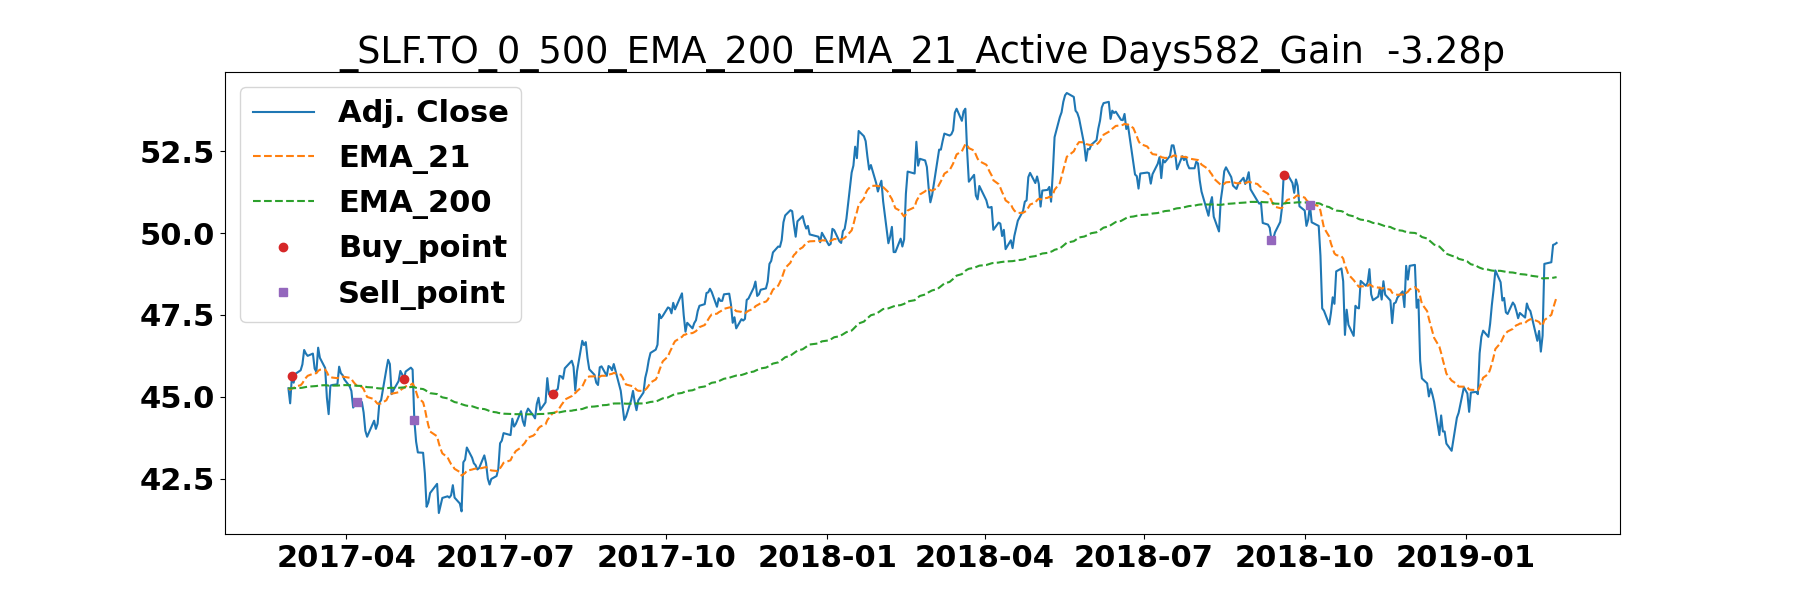 _SLF.TO_0_500_EMA_200_EMA_21_Active Days582_Gain  -3.28p
Adj. Close
EMA_21
EMA_200
Buy_point
Sell_point
52.5
50.0
47.5
45.0
42.5
2017-04 2017-07 2017-10 2018-01 2018-04 2018-07 2018-10 2019-01